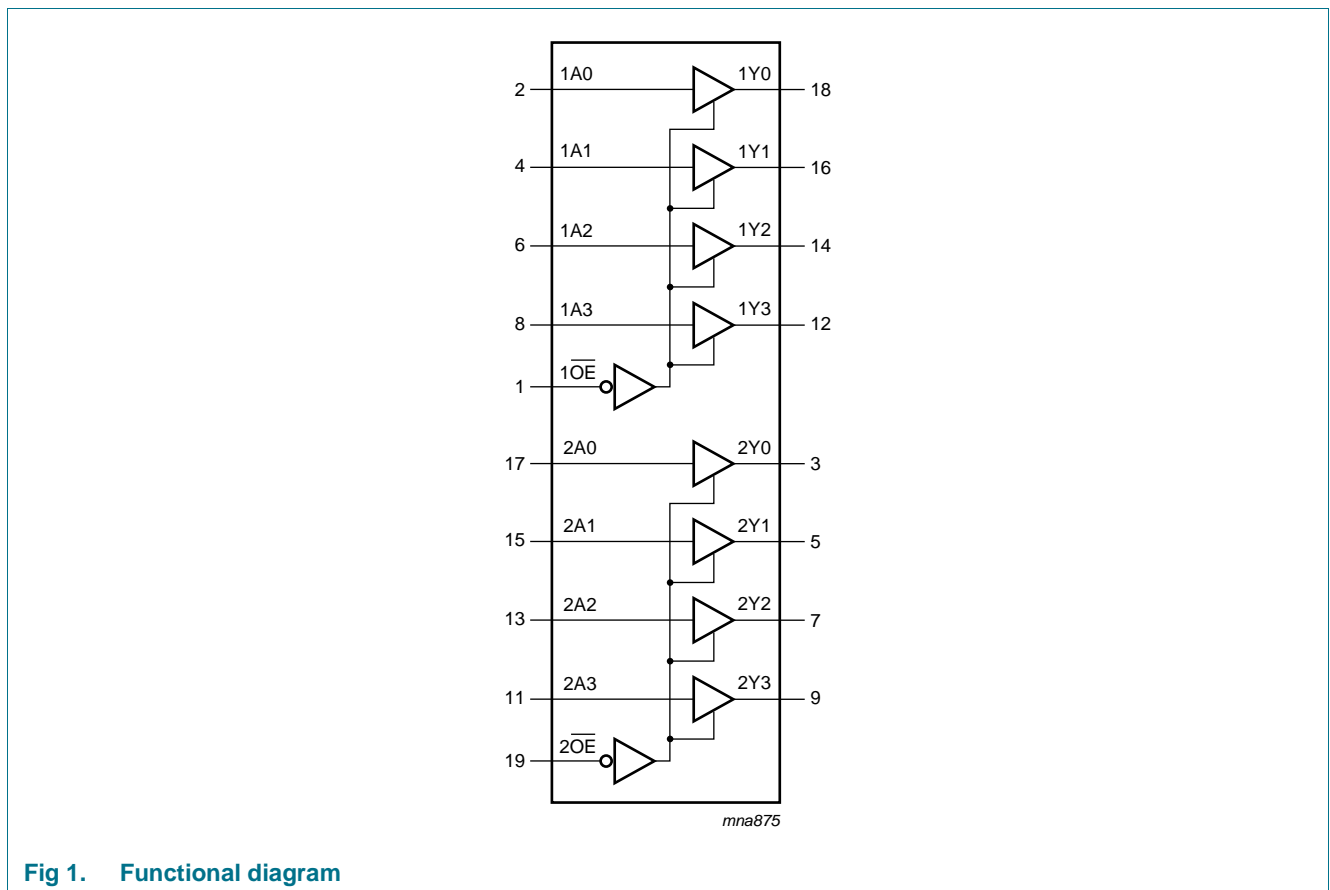 2 1A0 1Y0 18
4 1A1 1Y1 16
6 1A2 1Y2 14
8 1A3 1Y3 12
1 1O̅E̅
17 2A0 2Y0 3
15 2A1 2Y1 5
13 2A2 2Y2 7
11 2A3 2Y3 9
19 2O̅E̅
mna875
Fig 1. Functional diagram